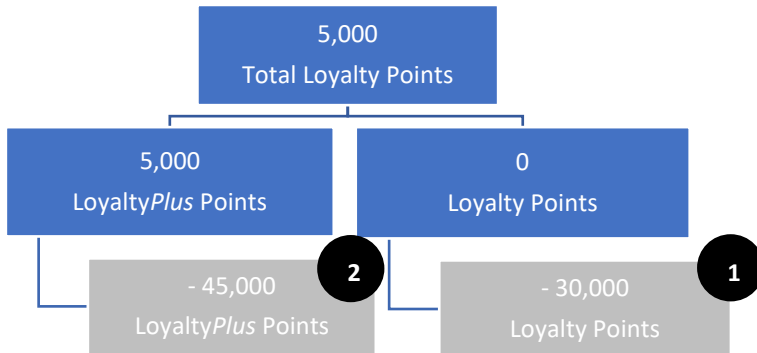 5,000
Total Loyalty Points
5,000
LoyaltyPlus Points
0
Loyalty Points
2
- 45,000
LoyaltyPlus Points
1
- 30,000
Loyalty Points